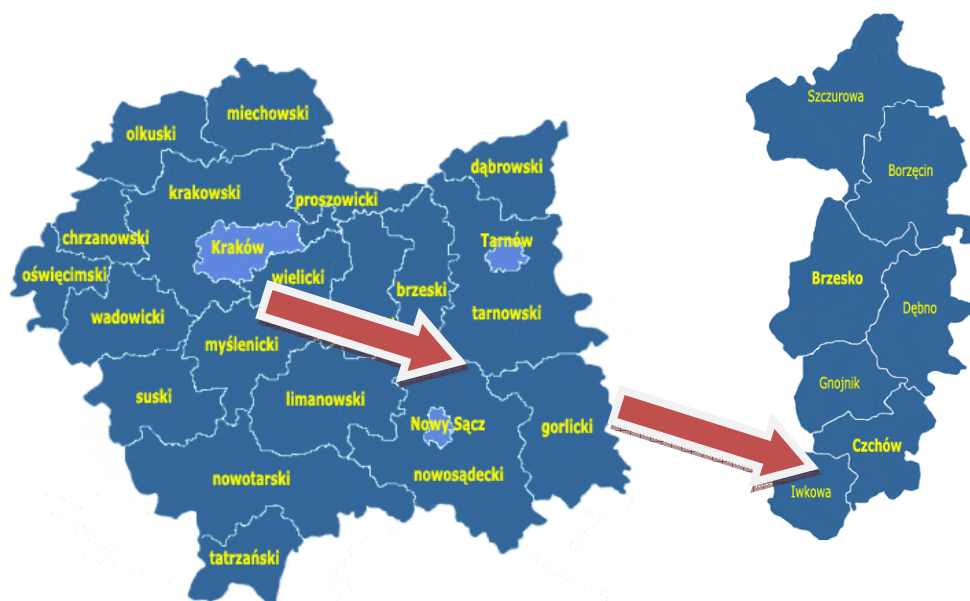 miechowski
olkuski
dąbrowski
krakowski
proszowicki
chrzanowski
Kraków
Tarnów
oświęcimski
wielicki
brzeski
wadowicki
tarnowski
myślenicki
suski
limanowski
Nowy Sącz
gorlicki
nowotarski
nowosądecki
tatrzański
Szczurowa
Borzęcin
Brzesko
Dębno
Gnojnik
Czchów
Iwkowa